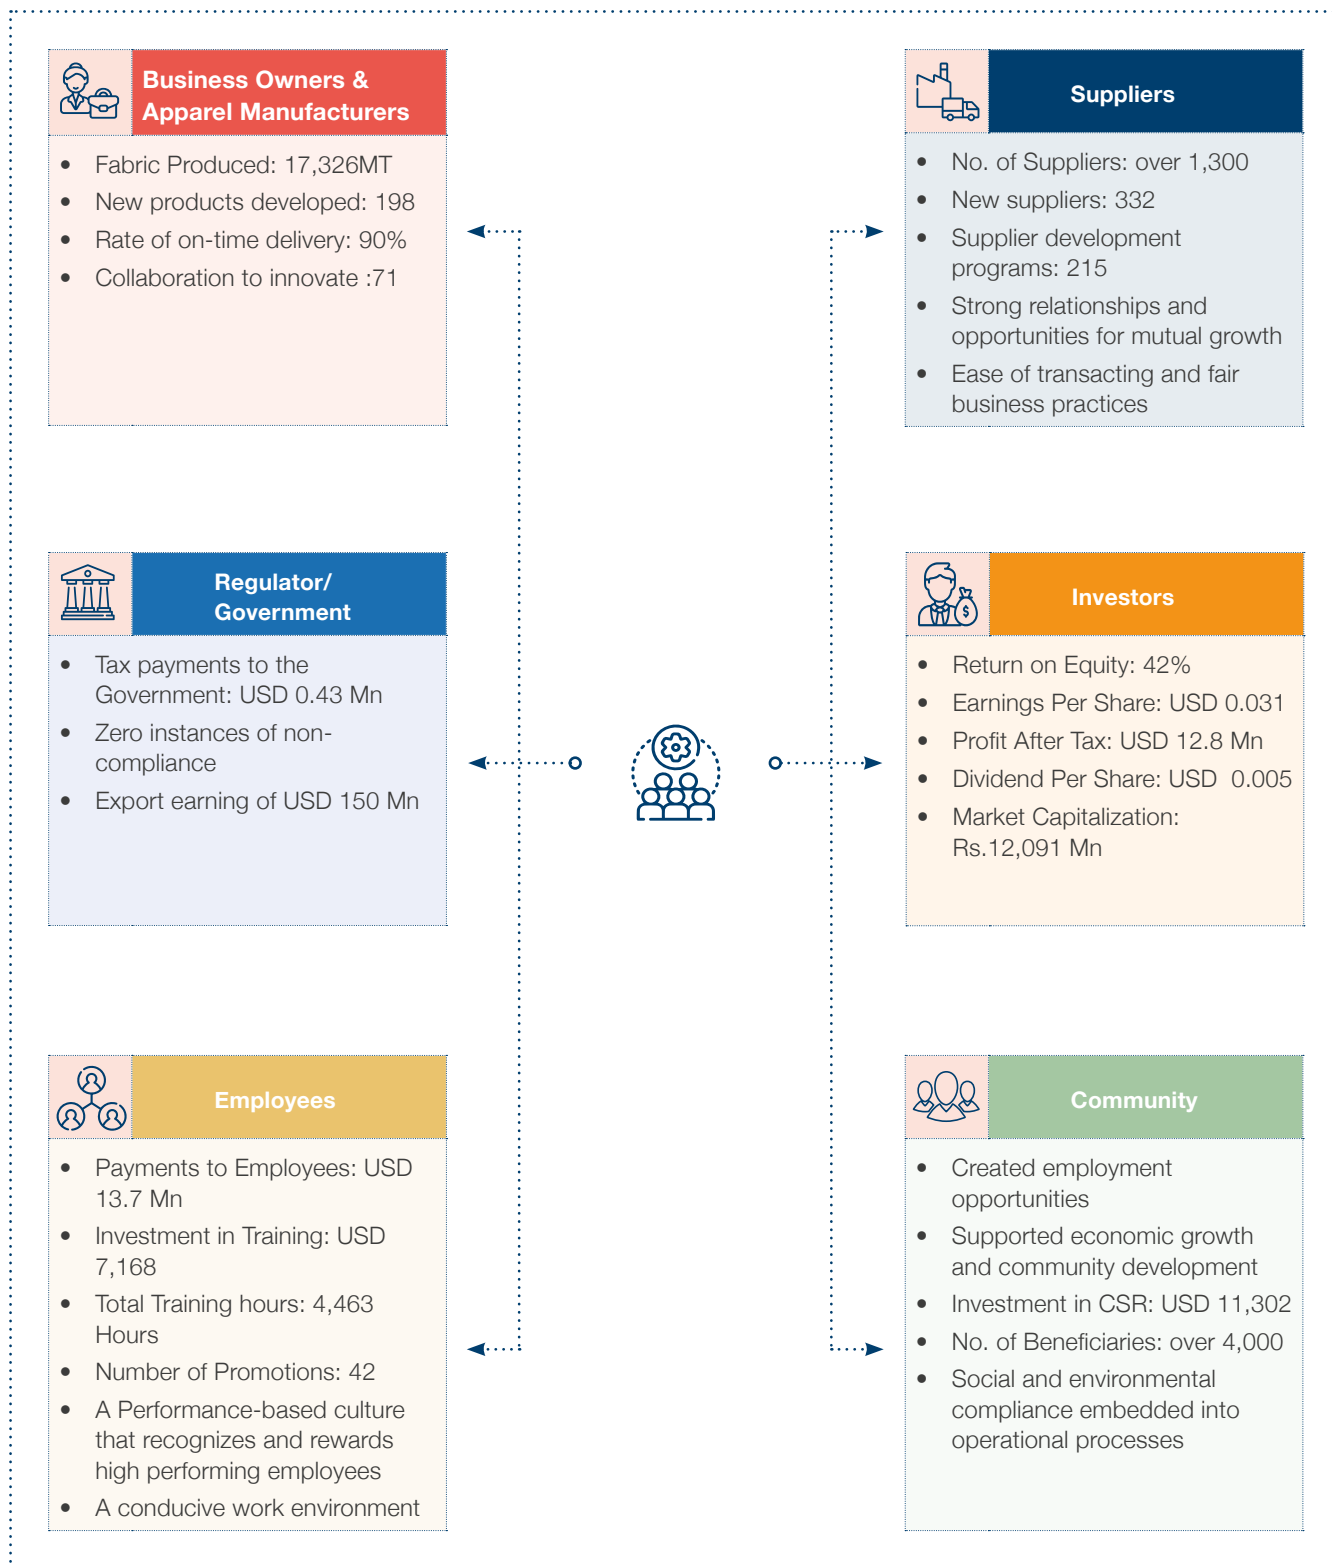 Business Owners &
Apparel Manufacturers
• Fabric Produced: 17,326MT
• New products developed: 198
• Rate of on-time delivery: 90%
• Collaboration to innovate :71
Suppliers
• No. of Suppliers: over 1,300
• New suppliers: 332
• Supplier development
programs: 215
• Strong relationships and
opportunities for mutual growth
• Ease of transacting and fair
business practices
Regulator/
Government
• Tax payments to the
Government: USD 0.43 Mn
• Zero instances of non-
compliance
• Export earning of USD 150 Mn
Investors
• Return on Equity: 42%
• Earnings Per Share: USD 0.031
• Profit After Tax: USD 12.8 Mn
• Dividend Per Share: USD  0.005
• Market Capitalization:
Rs.12,091 Mn
Employees
• Payments to Employees: USD
13.7 Mn
• Investment in Training: USD
7,168
• Total Training hours: 4,463
Hours
• Number of Promotions: 42
• A Performance-based culture
that recognizes and rewards
high performing employees
• A conducive work environment
Community
• Created employment
opportunities
• Supported economic growth
and community development
• Investment in CSR: USD 11,302
• No. of Beneficiaries: over 4,000
• Social and environmental
compliance embedded into
operational processes